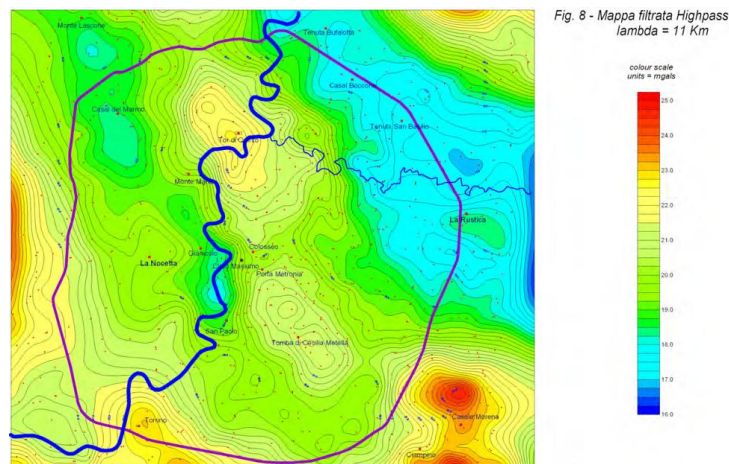 Fig. 8 - Mappa filtrata Highpass
lambda = 11 Km
colour scale
units = mgals
25.0
24.0
23.0
22.0
21.0
20.0
19.0
18.0
17.0
16.0
Monte Lascone
Tenuta Bufalotta
Casal Boccone
Casal del Marmo
Tenuta San Basilio
Tor di Quinto
Monte Mario
La Rustica
Colosseo
Gianicolo
La Nocetta
Circo Massimo
Porta Metronia
San Paolo
Tomba di Cecilia Metella
Torrino
Casale Morena
Ciampino